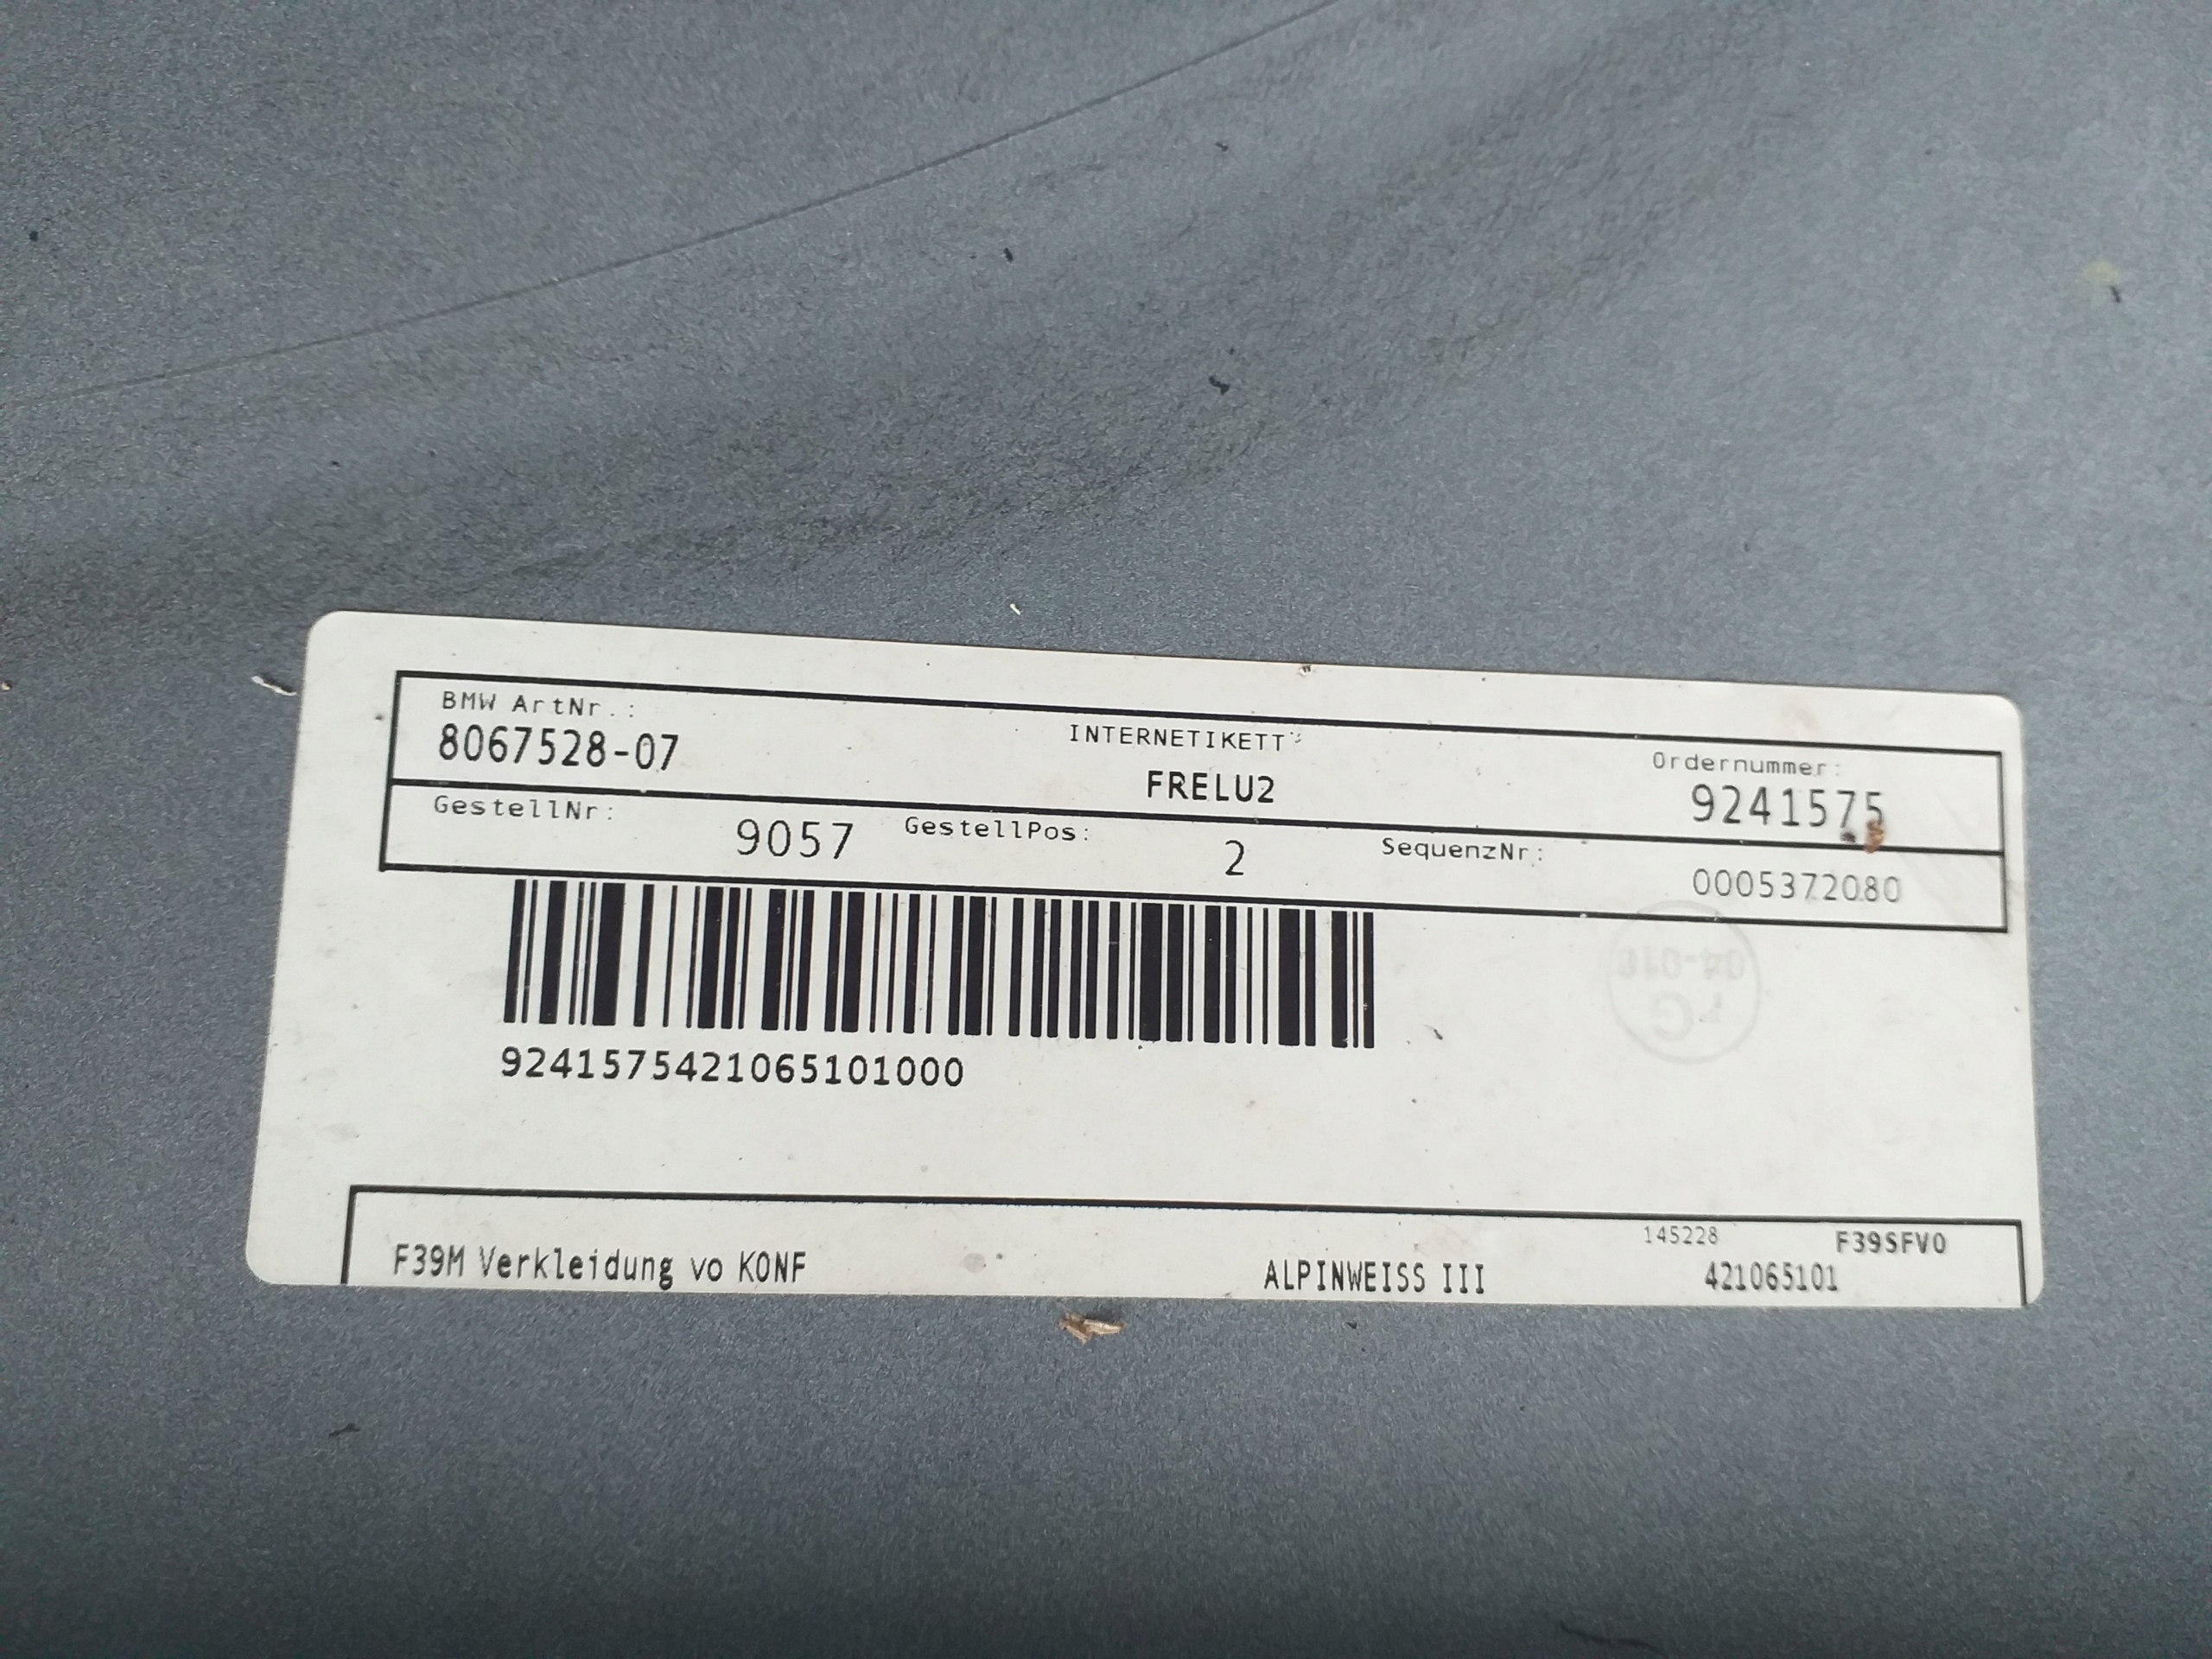 BMW ArtNr.: INTERNETIKETT Ordernummer:
8067528-07 FRELU2 9241575
GestellNr: 9057 GestellPos: 2 SequenzNr.: 0005372080
9241575421065101000
145228 F39SFV0
F39M Verkleidung vo KONF ALPINWEISS III 421065101